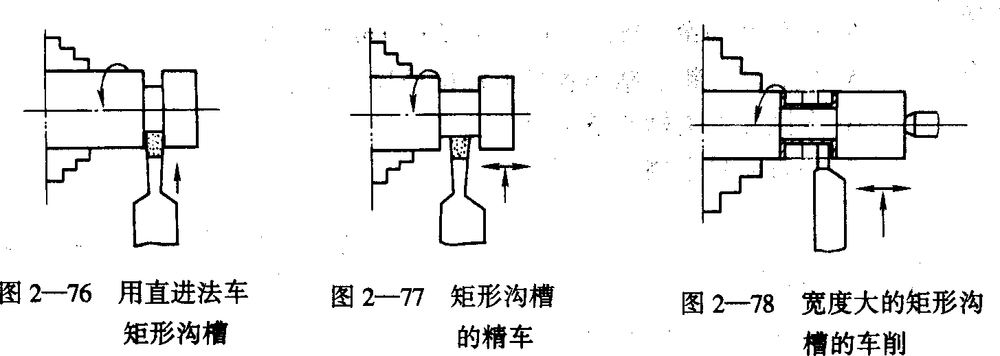 图 2—76 用直进法车
矩形沟槽
图 2—77 矩形沟槽
的精车
图 2—78 宽度大的矩形沟
槽的车削